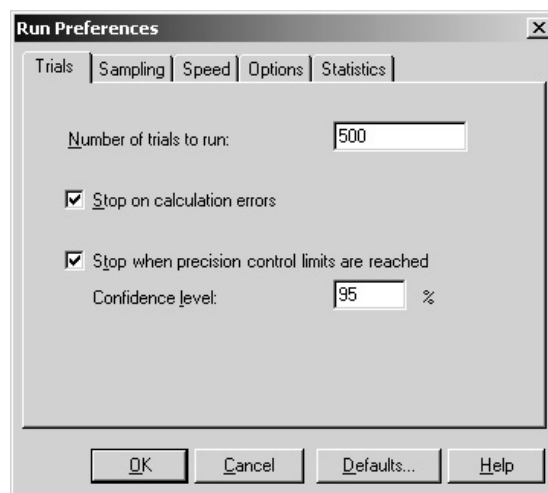 Run Preferences
Trials Sampling Speed Options Statistics
Number of trials to run: 500
Stop on calculation errors
Stop when precision control limits are reached
Confidence level: 95 %
OK Cancel Defaults... Help